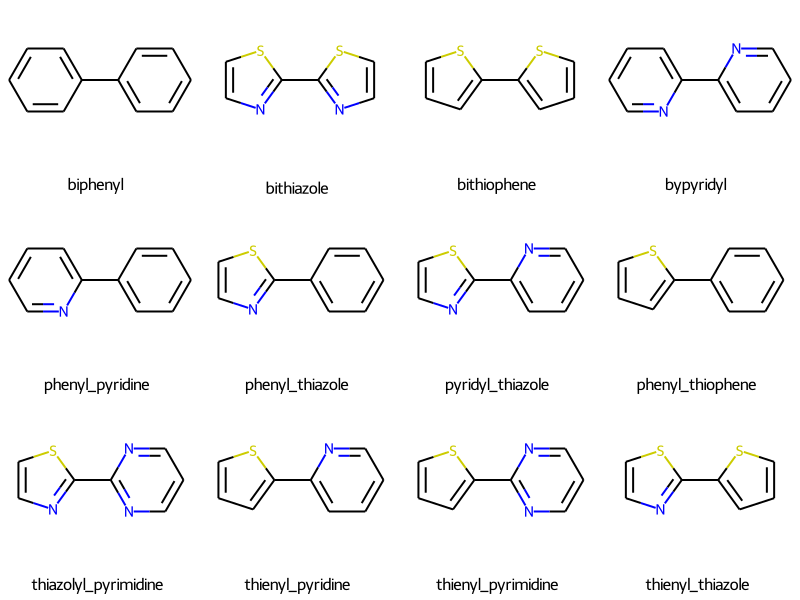 S S S S S N
N N N
biphenyl bithiazole bithiophene bypyridyl
S S N S
N N N
phenyl_pyridine phenyl_thiazole pyridyl_thiazole phenyl_thiophene
S N S N S N S S
N N N N
thiazolyl_pyrimidine thienyl_pyridine thienyl_pyrimidine thienyl_thiazole